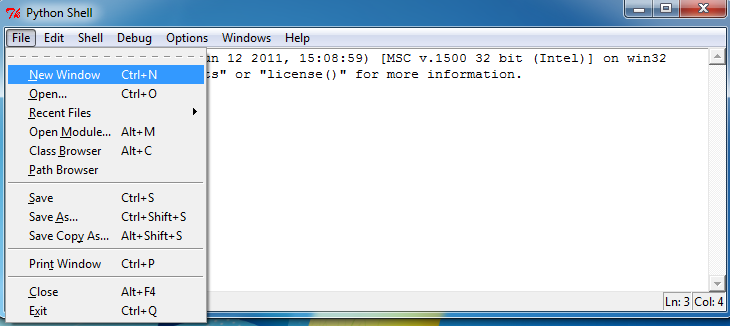 Python Shell
File Edit Shell Debug Options Windows Help
un 12 2011, 15:08:59) [MSC v.1500 32 bit (Intel)] on win32
ts" or "license()" for more information.
New Window Ctrl+N
Open... Ctrl+O
Recent Files
Open Module... Alt+M
Class Browser Alt+C
Path Browser
Save Ctrl+S
Save As... Ctrl+Shift+S
Save Copy As... Alt+Shift+S
Print Window Ctrl+P
Close Alt+F4
Exit Ctrl+Q
Ln: 3 Col: 4